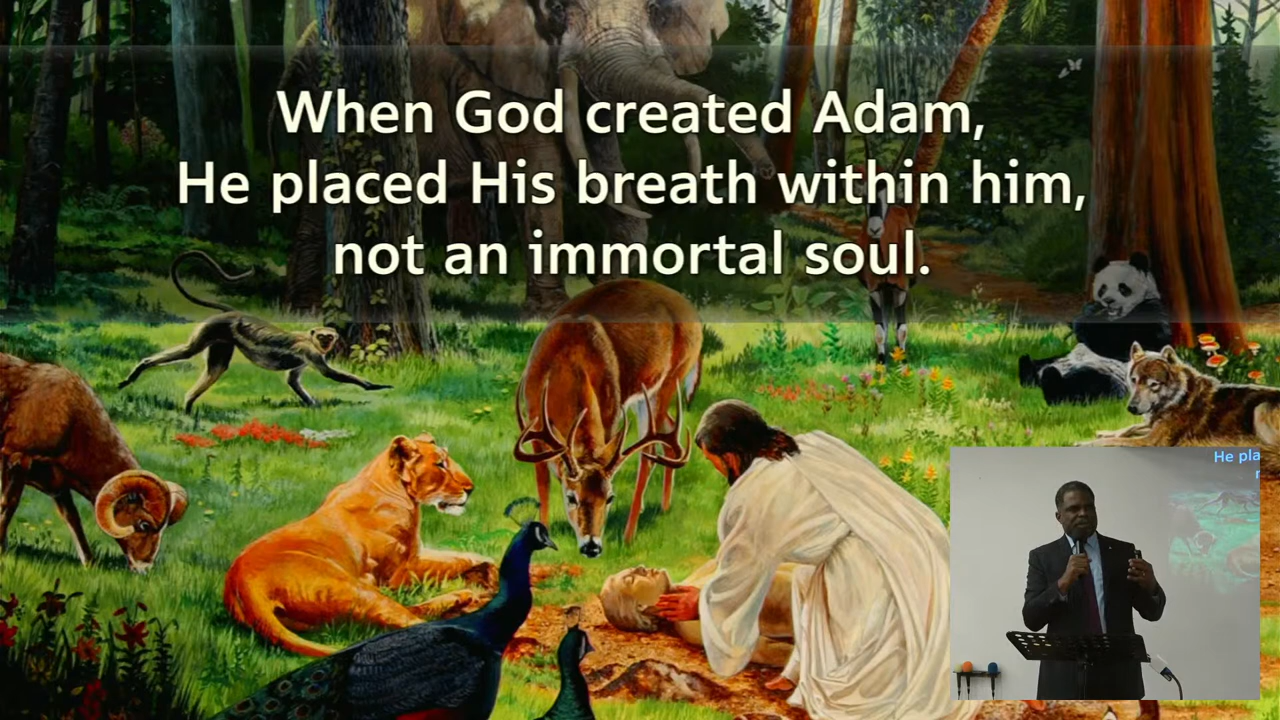 When God created Adam,
He placed His breath within him,
not an immortal soul.
He pla